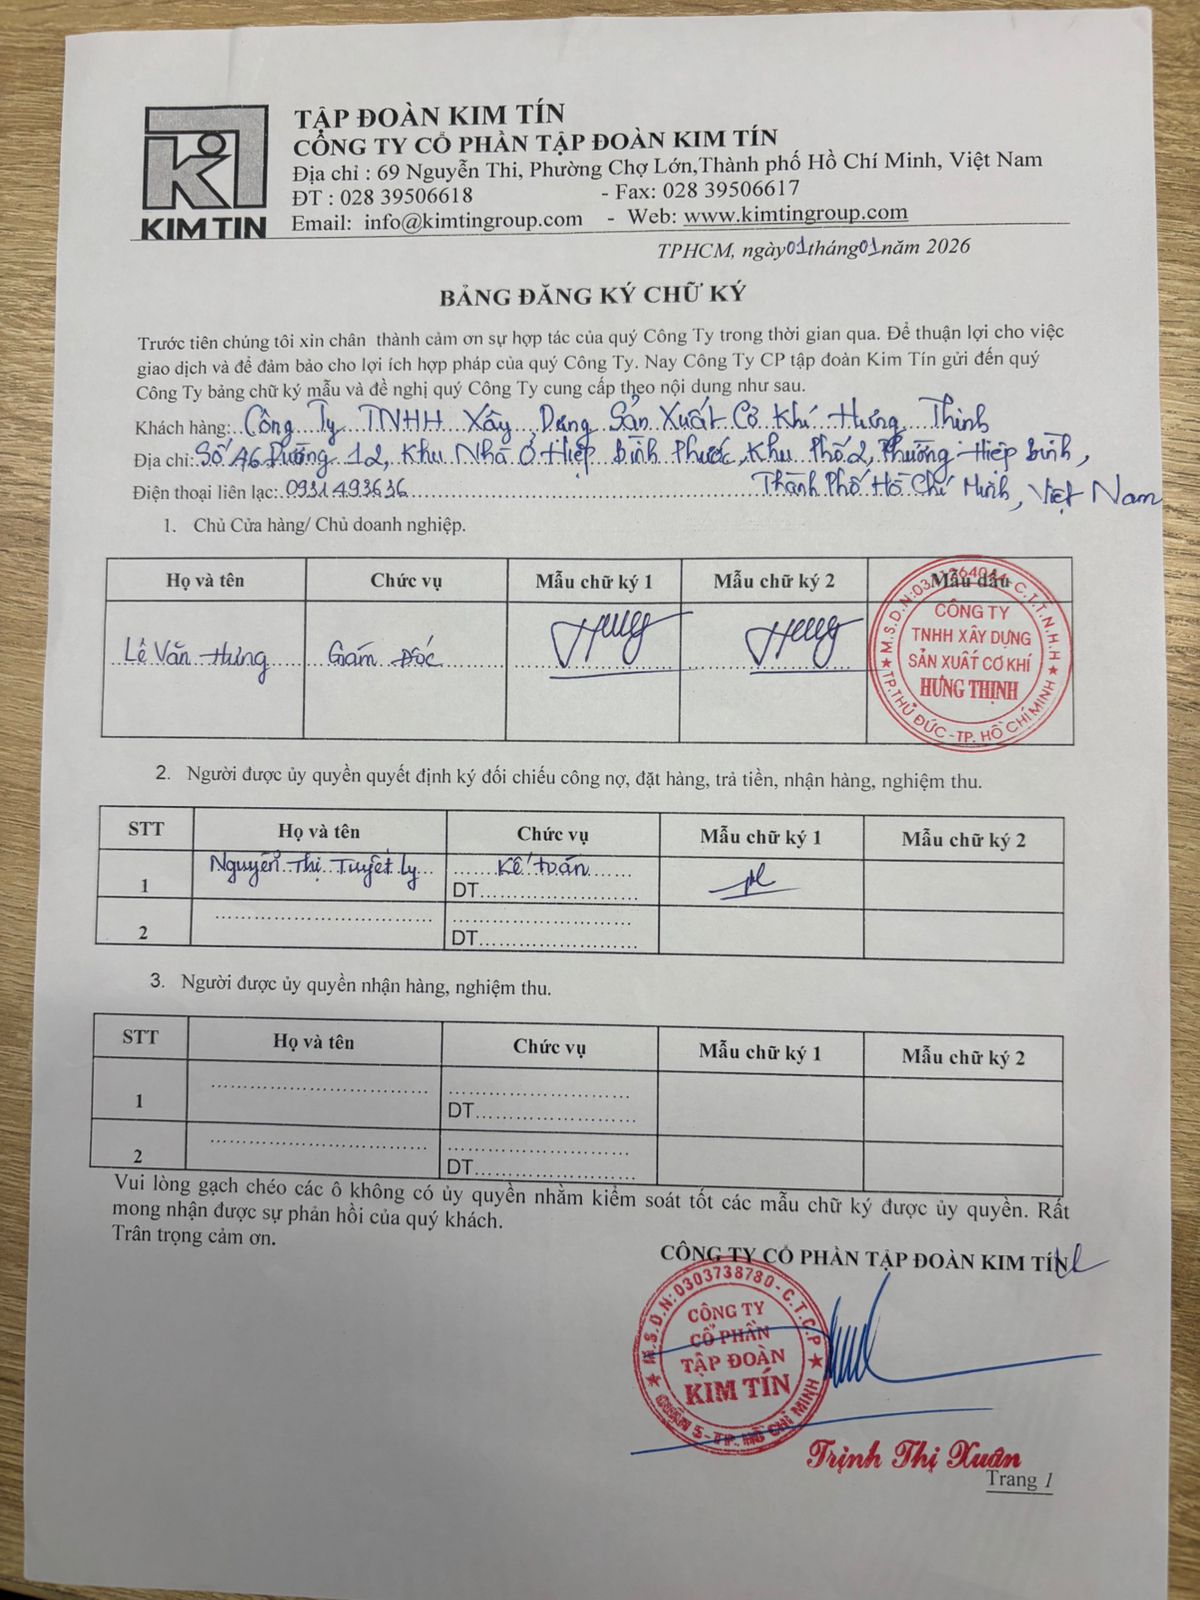 KIM TIN
TẬP ĐOÀN KIM TÍN
CÔNG TY CỔ PHẦN TẬP ĐOÀN KIM TÍN
Địa chỉ : 69 Nguyễn Thi, Phường Chợ Lớn,Thành phố Hồ Chí Minh, Việt Nam
ĐT : 028 39506618 - Fax: 028 39506617
Email: info@kimtingroup.com - Web: www.kimtingroup.com
TPHCM, ngày 01 tháng 01 năm 2026
BẢNG ĐĂNG KÝ CHỮ KÝ
Trước tiên chúng tôi xin chân thành cảm ơn sự hợp tác của quý Công Ty trong thời gian qua. Để thuận lợi cho việc
giao dịch và để đảm bảo cho lợi ích hợp pháp của quý Công Ty. Nay Công Ty CP tập đoàn Kim Tín gửi đến quý
Công Ty bảng chữ ký mẫu và đề nghị quý Công Ty cung cấp theo nội dung như sau.
Khách hàng: Công Ty TNHH Xây Dựng Sản Xuất Cơ Khí Hưng Thịnh
Địa chỉ: Số 46 Đường 12, Khu Nhà Ở Hiệp Bình Phước, Khu Phố 2, Phường Hiệp Bình,
Điện thoại liên lạc: 0931493636 Thành Phố Hồ Chí Minh, Việt Nam
1. Chủ Cửa hàng/ Chủ doanh nghiệp.
Họ và tên Chức vụ Mẫu chữ ký 1 Mẫu chữ ký 2 Mẫu dấu
Lê Văn Hưng Giám Đốc
CÔNG TY
TNHH XÂY DỰNG
SẢN XUẤT CƠ KHÍ
HƯNG THỊNH
TP.THỦ ĐỨC -TP. HỒ CHÍ MINH
2. Người được ủy quyền quyết định ký đối chiếu công nợ, đặt hàng, trả tiền, nhận hàng, nghiệm thu.
STT Họ và tên Chức vụ Mẫu chữ ký 1 Mẫu chữ ký 2
1 Nguyễn Thị Tuyết Ly Kế toán
DT
2
DT
3. Người được ủy quyền nhận hàng, nghiệm thu.
STT Họ và tên Chức vụ Mẫu chữ ký 1 Mẫu chữ ký 2
1
DT
2
DT
Vui lòng gạch chéo các ô không có ủy quyền nhằm kiểm soát tốt các mẫu chữ ký được ủy quyền. Rất
mong nhận được sự phản hồi của quý khách.
Trân trọng cảm ơn.
CÔNG TY CỔ PHẦN TẬP ĐOÀN KIM TÍN
M.S.D.N:0303738780-C.T.C.P
CÔNG TY
CỔ PHẦN
TẬP ĐOÀN
KIM TÍN
QUẬN 5-TP. HỒ CHÍ MINH
Trịnh Thị Xuân
Trang 1